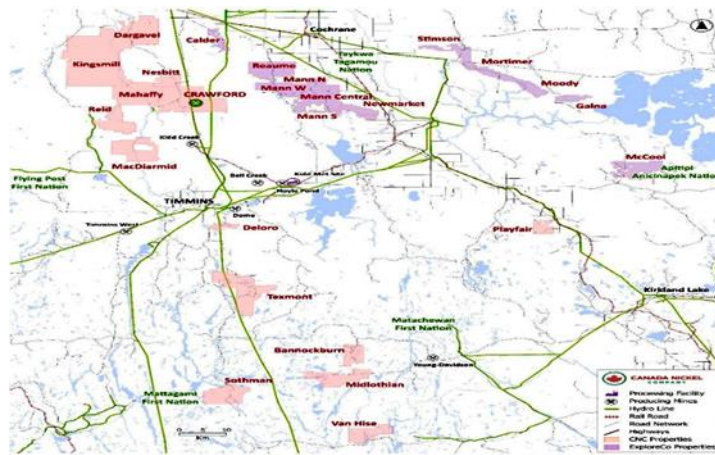 Dargavel
Calder
Cochrane
Stimson
Kingsmill
Reaume
Taykwa
Tagamou
Nation
Mortimer
Nesbitt
Mann N
Moody
Mahaffy
CRAWFORD
Mann W
Mann Central
Newmarket
Galna
Reid
Mann S
Kidd Creek
MacDiarmid
McCool
Flying Post
First Nation
Bell Creek
Kidd Met Site
Apitipi
Anicinapek Nation
Hoyle Pond
TIMMINS
Dome
Timmins West
Deloro
Playfair
Texmont
Kirkland Lake
Matachewan
First Nation
Bannockburn
Young-Davidson
Mattagami
First Nation
Sothman
Midlothian
Van Hise
Km
CANADA NICKEL
COMPANY
Processing Facility
Producing Mines
Hydro Line
Rail Road
Road Network
Highways
CNC Properties
ExploreCo Properties